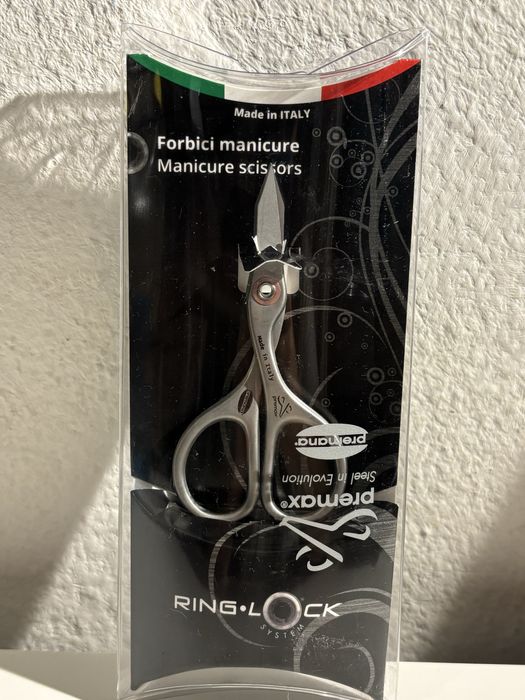 Made in ITALY
Forbici manicure
Manicure scissors
Made in Italy
premax
premana
premax®
Steel in Evolution
RING•LOCK
SYSTEM